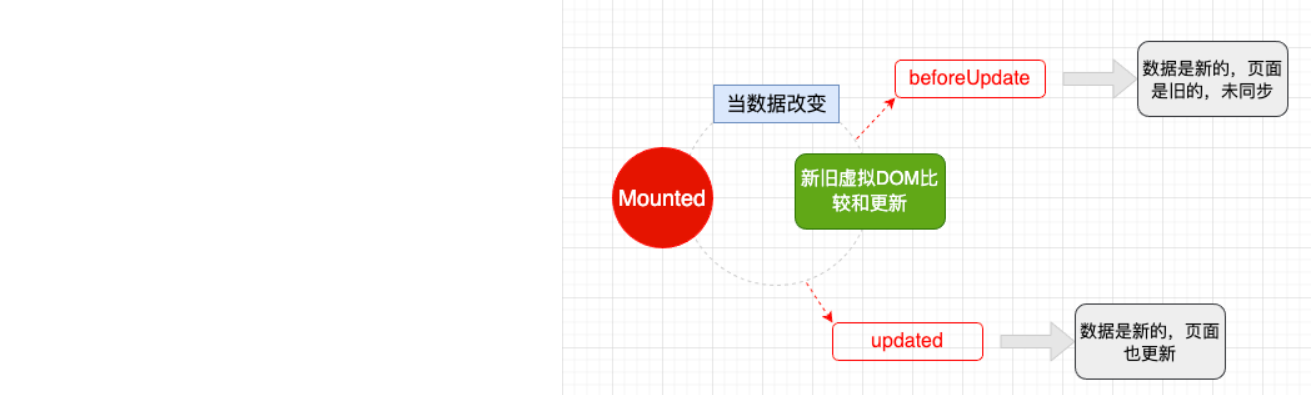 beforeUpdate
数据是新的，页面
是旧的，未同步
当数据改变
Mounted
新旧虚拟DOM比
较和更新
updated
数据是新的，页面
也更新